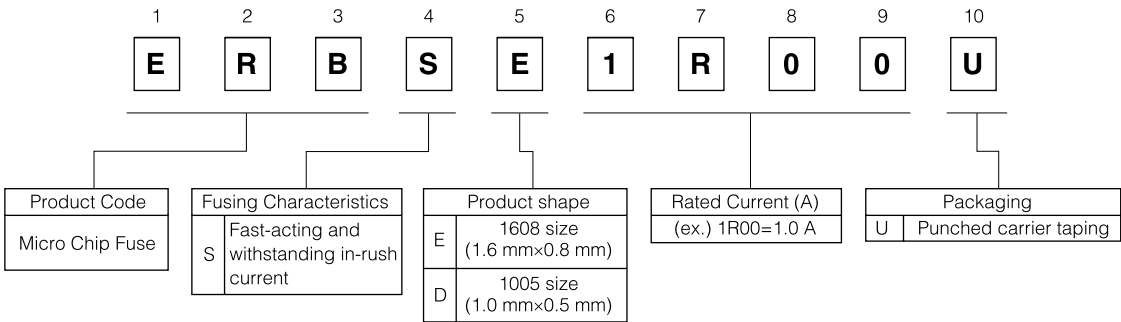 1 2 3 4 5 6 7 8 9 10
E R B S E 1 R 0 0 U
Product Code
Micro Chip Fuse
Fusing Characteristics
S
Fast-acting and
withstanding in-rush
current
Product shape
E
1608 size
(1.6 mm×0.8 mm)
D
1005 size
(1.0 mm×0.5 mm)
Rated Current (A)
(ex.) 1R00=1.0 A
Packaging
U Punched carrier taping